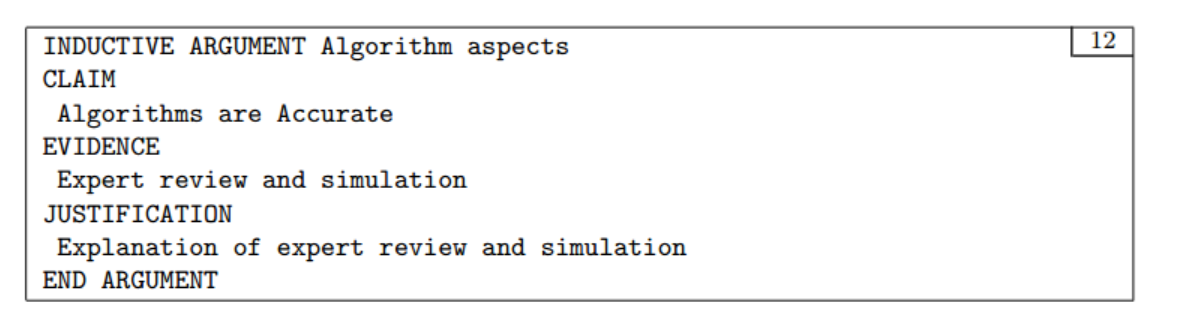 INDUCTIVE ARGUMENT Algorithm aspects
12
CLAIM
Algorithms are Accurate
EVIDENCE
Expert review and simulation
JUSTIFICATION
Explanation of expert review and simulation
END ARGUMENT